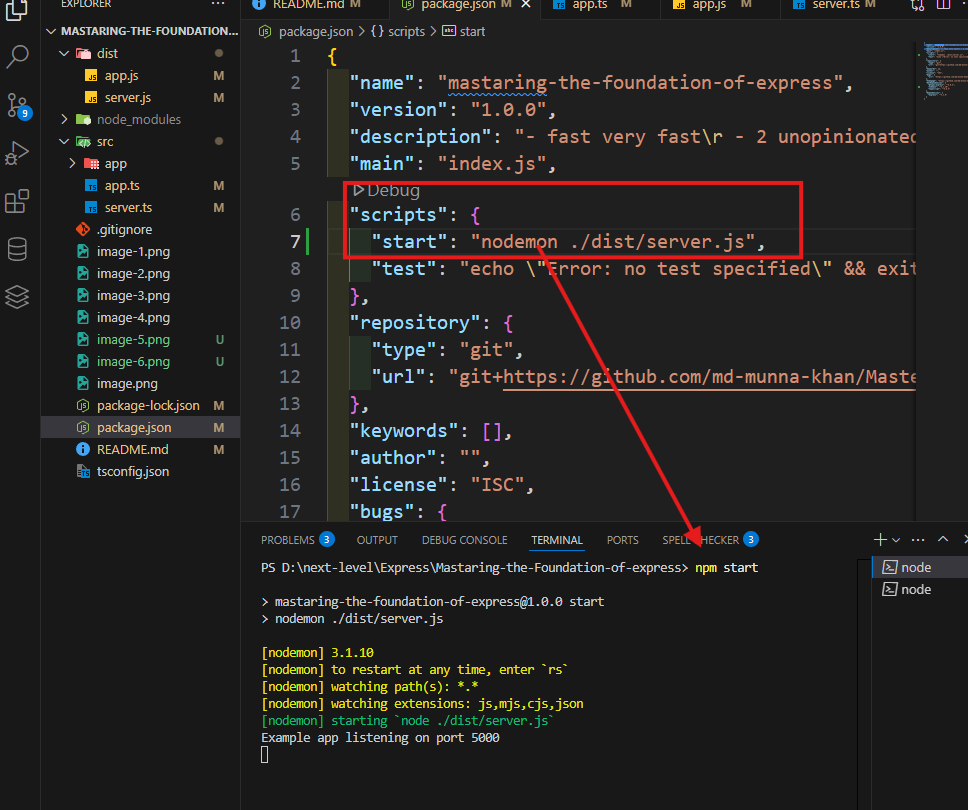 EXPLORER ...
README.md M package.json M app.ts M app.js M server.ts M
MASTARING-THE-FOUNDATION...
package.json > {} scripts > start
dist
app.js M
server.js M
node_modules
src
app
app.ts M
server.ts M
.gitignore
image-1.png
image-2.png
image-3.png
image-4.png
image-5.png U
image-6.png U
image.png
package-lock.json M
package.json M
README.md M
tsconfig.json
9
1 {
2 "name": "mastaring-the-foundation-of-express",
3 "version": "1.0.0",
4 "description": "- fast very fast\r - 2 unopinionated
5 "main": "index.js",
Debug
6 "scripts": {
7 "start": "nodemon ./dist/server.js",
8 "test": "echo \"Error: no test specified\" && exit
9 },
10 "repository": {
11 "type": "git",
12 "url": "git+https://github.com/md-munna-khan/Maste
13 },
14 "keywords": [],
15 "author": "",
16 "license": "ISC",
17 "bugs": {
PROBLEMS 3 OUTPUT DEBUG CONSOLE TERMINAL PORTS SPELL CHECKER 3
PS D:\next-level\Express\Mastaring-the-Foundation-of-express> npm start
> mastaring-the-foundation-of-express@1.0.0 start
> nodemon ./dist/server.js
[nodemon] 3.1.10
[nodemon] to restart at any time, enter `rs`
[nodemon] watching path(s): *.*
[nodemon] watching extensions: js,mjs,cjs,json
[nodemon] starting `node ./dist/server.js`
Example app listening on port 5000
node
node